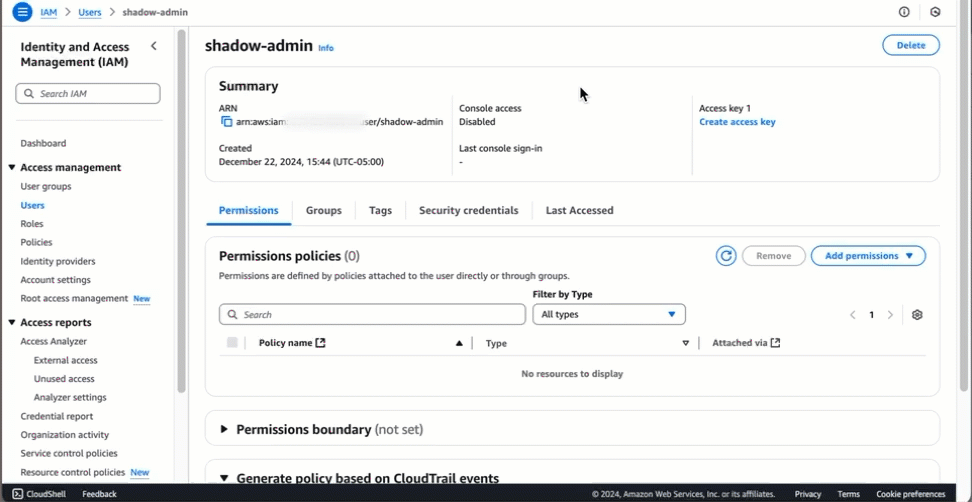 IAM > Users > shadow-admin
Identity and Access
Management (IAM)
Search IAM
Dashboard
Access management
User groups
Users
Roles
Policies
Identity providers
Account settings
Root access management New
Access reports
Access Analyzer
External access
Unused access
Analyzer settings
Credential report
Organization activity
Service control policies
Resource control policies New
shadow-admin Info
Delete
Summary
ARN
arn:aws:iam user/shadow-admin
Console access
Disabled
Access key 1
Create access key
Created
December 22, 2024, 15:44 (UTC-05:00)
Last console sign-in
-
Permissions Groups Tags Security credentials Last Accessed
Permissions policies (0)
Remove Add permissions
Permissions are defined by policies attached to the user directly or through groups.
Filter by Type
Search All types 1
Policy name Type Attached via
No resources to display
Permissions boundary (not set)
Generate policy based on CloudTrail events
CloudShell Feedback © 2024, Amazon Web Services, Inc. or its affiliates. Privacy Terms Cookie preferences